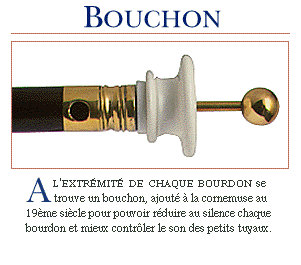 BOUCHON
A L'EXTRÉMITÉ DE CHAQUE BOURDON se
trouve un bouchon, ajouté à la cornemuse au
19ème siècle pour pouvoir réduire au silence chaque
bourdon et mieux contrôler le son des petits tuyaux.